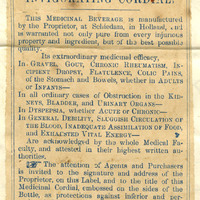 INVIGORATING CORDIAL.
THIS MEDICINAL BEVERAGE is manufactured
by the Proprietor, at Schiedam, in Holland, and
is warranted not only pure from every injurious
property and ingredient, but of the best possible
quality.
Its extraordinary medicinal efficacy,
In GRAVEL, GOUT, CHRONIC RHEUMATISM, IN-
CIPIENT DROPSY, FLATULENCE, COLIC PAINS,
of the Stomach and Bowels, whether in ADULTS
or INFANTS—
In all ordinary cases of Obstruction in the KID-
NEYS, BLADDER, AND URINARY ORGANS—
In DYSPEPSIA, whether ACUTE or CHRONIC—
In GENERAL DEBILITY, SLUGGISH CIRCULATION OF
THE BLOOD, INADEQUATE ASSIMILATION OF FOOD,
and EXHAUSTED VITAL ENERGY—
Are acknowledged by the whole Medical Fa-
culty, and attested in their highest written au-
thorities.
The attention of Agents and Purchasers
is invited to the signature and address of the
Proprietor, on this Label, and to the title of this
Medicinal Cordial, embossed on the sides of the
Bottle, as protections against inferior and per-